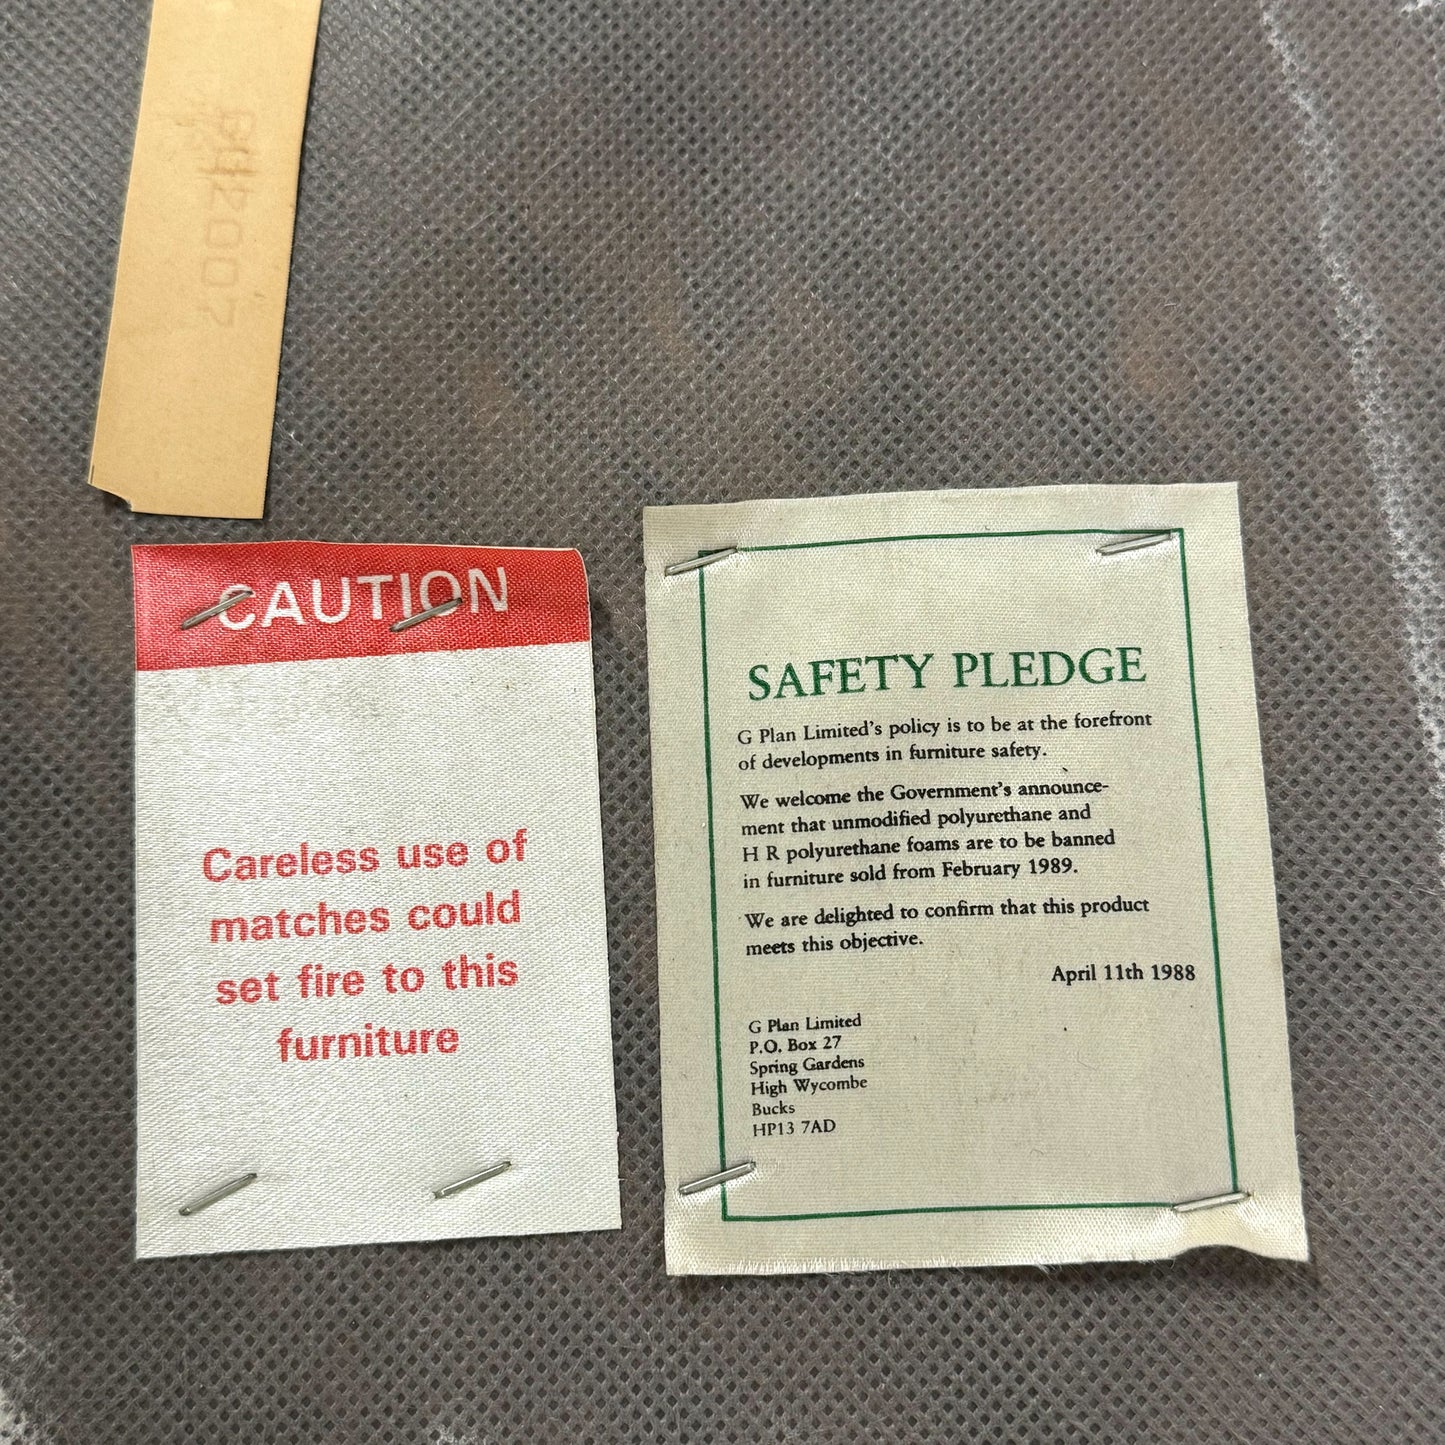 CAUTION
Careless use of
matches could
set fire to this
furniture
SAFETY PLEDGE
G Plan Limited's policy is to be at the forefront
of developments in furniture safety.
We welcome the Government's announce-
ment that unmodified polyurethane and
H R polyurethane foams are to be banned
in furniture sold from February 1989.
We are delighted to confirm that this product
meets this objective.
April 11th 1988
G Plan Limited
P.O. Box 27
Spring Gardens
High Wycombe
Bucks
HP13 7AD